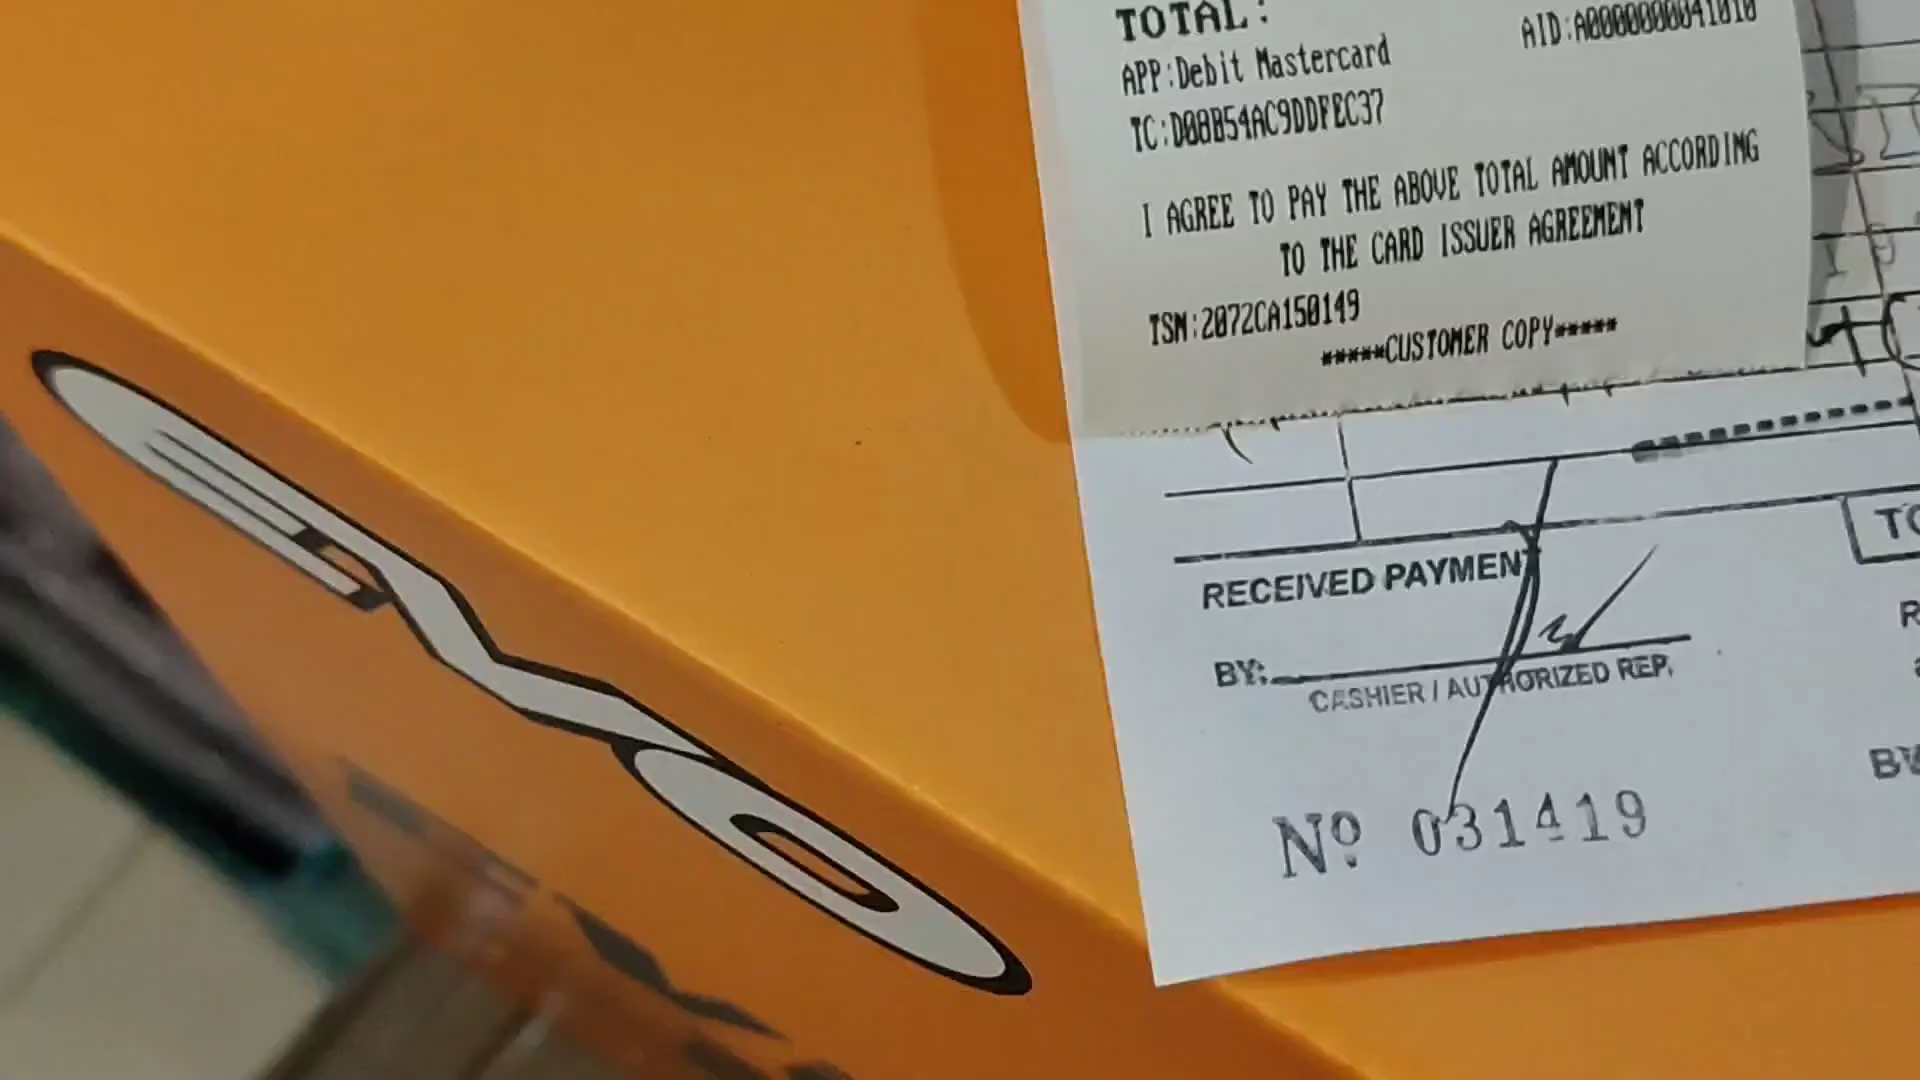 TOTAL:
AID:A0000000041010
APP:Debit Mastercard
TC:D08B54AC9DDFEC37
I AGREE TO PAY THE ABOVE TOTAL AMOUNT ACCORDING
TO THE CARD ISSUER AGREEMENT
TSN:2072CA150149
*****CUSTOMER COPY*****
RECEIVED PAYMENT
BY:
CASHIER / AUTHORIZED REP.
Nº 031419